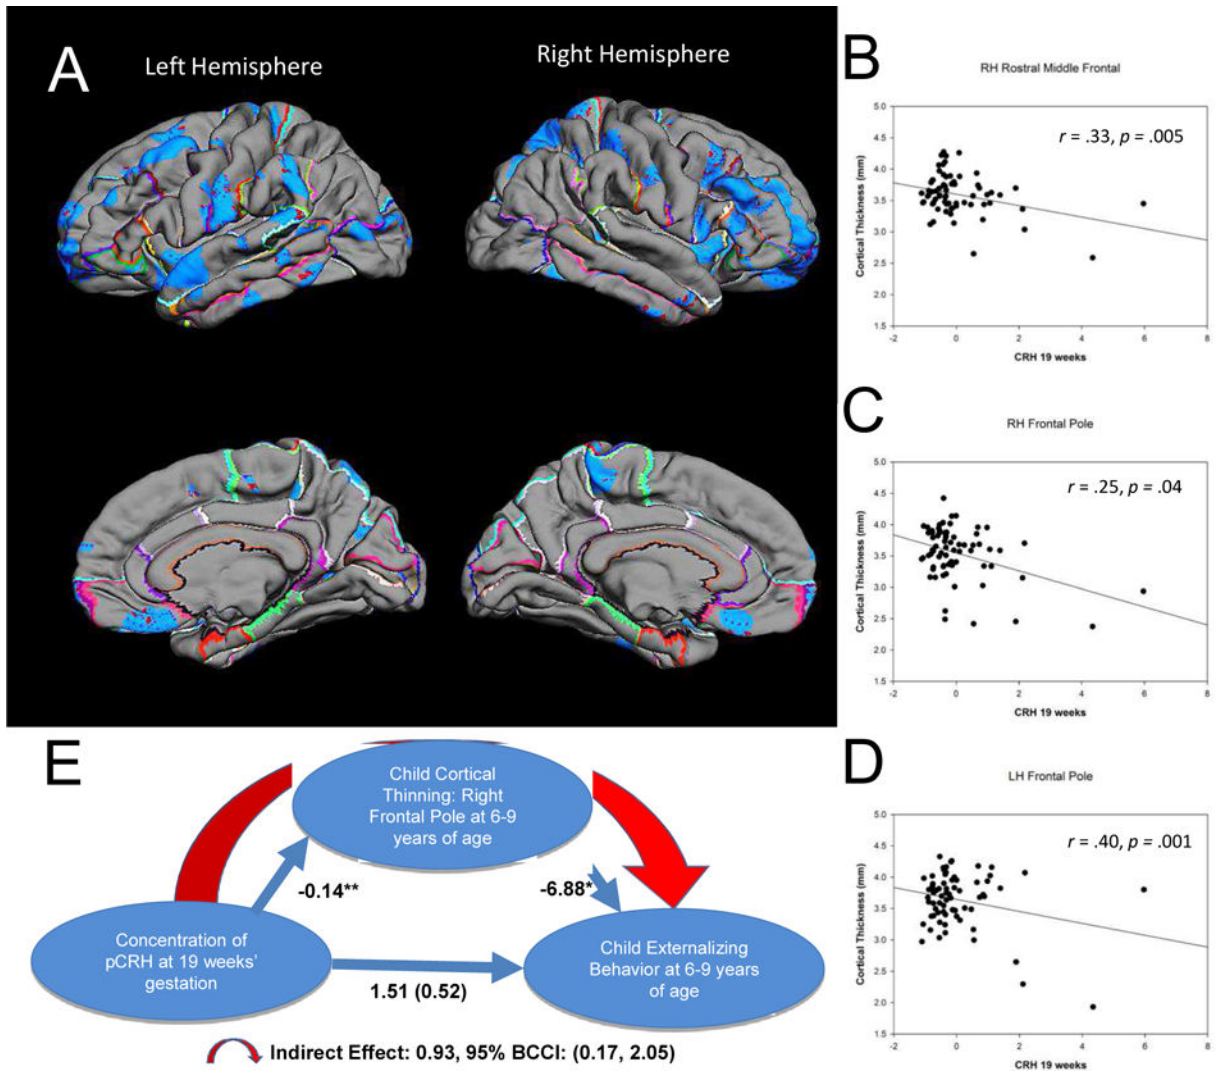 A
Left Hemisphere
Right Hemisphere
B
RH Rostral Middle Frontal
r = .33, p = .005
Cortical Thickness (mm)
5.0
4.5
4.0
3.5
3.0
2.5
2.0
1.5
-2
0
2
4
6
8
CRH 19 weeks
C
RH Frontal Pole
r = .25, p = .04
Cortical Thickness (mm)
5.0
4.5
4.0
3.5
3.0
2.5
2.0
1.5
-2
0
2
4
6
8
CRH 19 weeks
D
LH Frontal Pole
r = .40, p = .001
Cortical Thickness (mm)
5.0
4.5
4.0
3.5
3.0
2.5
2.0
1.5
-2
0
2
4
6
8
CRH 19 weeks
E
Child Cortical
Thinning: Right
Frontal Pole at 6-9
years of age
-0.14**
-6.88*
Concentration of
pCRH at 19 weeks'
gestation
1.51 (0.52)
Child Externalizing
Behavior at 6-9 years
of age
Indirect Effect: 0.93, 95% BCCI: (0.17, 2.05)